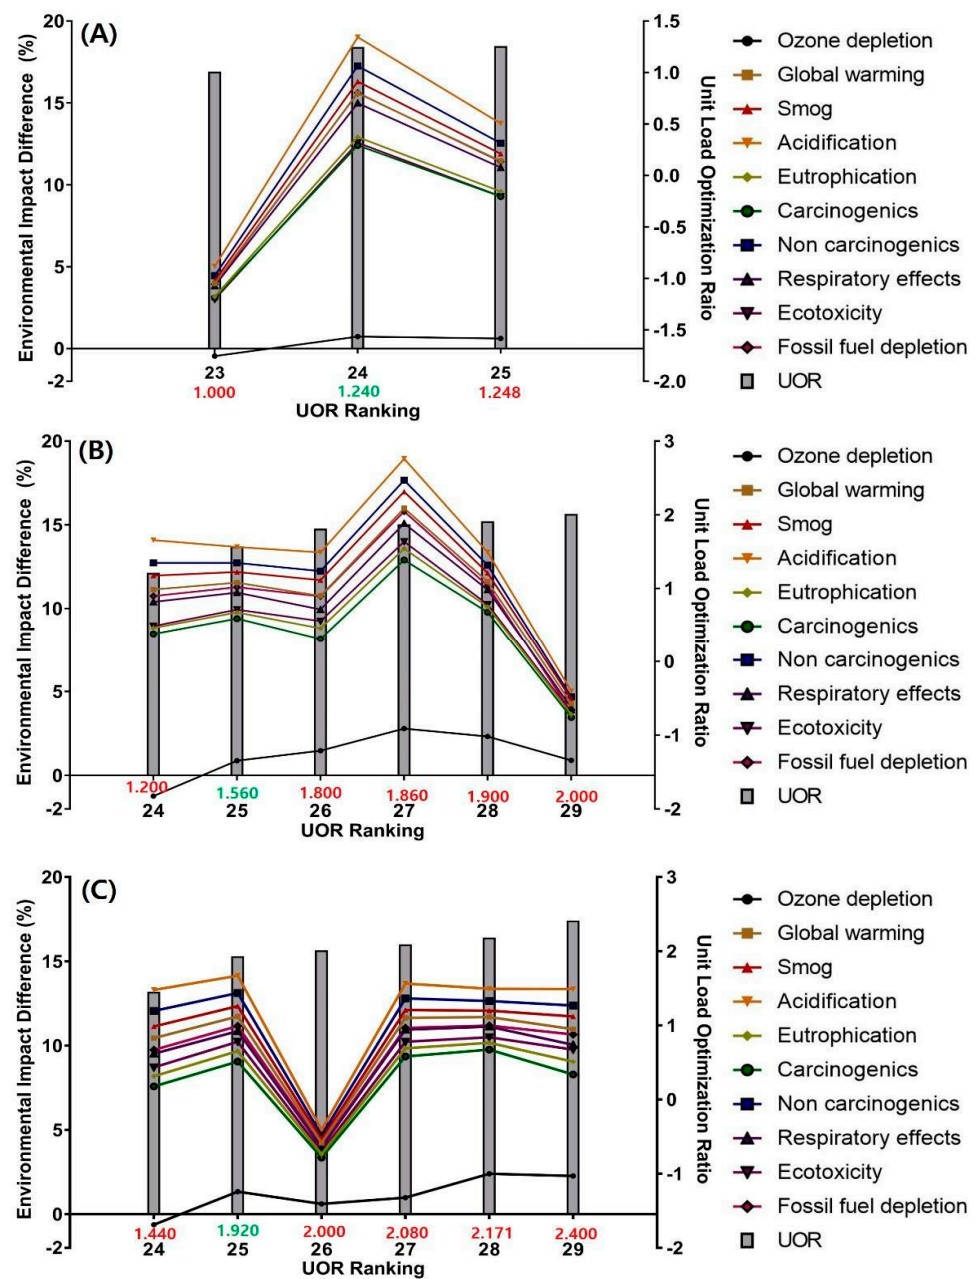 (A)
Environmental Impact Difference (%)
20
15
10
5
0
-2
1.5
1.0
0.5
0.0
-0.5
-1.0
-1.5
-2.0
Unit Load Optimization Raio
23 24 25
1.000 1.240 1.248
UOR Ranking
Ozone depletion
Global warming
Smog
Acidification
Eutrophication
Carcinogenics
Non carcinogenics
Respiratory effects
Ecotoxicity
Fossil fuel depletion
UOR
(B)
Environmental Impact Difference (%)
20
15
10
5
0
-2
3
2
1
0
-1
-2
Unit Load Optimization Ratio
1.200 1.560 1.800 1.860 1.900 2.000
24 25 26 27 28 29
UOR Ranking
Ozone depletion
Global warming
Smog
Acidification
Eutrophication
Carcinogenics
Non carcinogenics
Respiratory effects
Ecotoxicity
Fossil fuel depletion
UOR
(C)
Environmental Impact Difference (%)
20
15
10
5
0
-2
3
2
1
0
-1
-2
Unit Load Optimization Ratio
1.440 1.920 2.000 2.080 2.171 2.400
24 25 26 27 28 29
UOR Ranking
Ozone depletion
Global warming
Smog
Acidification
Eutrophication
Carcinogenics
Non carcinogenics
Respiratory effects
Ecotoxicity
Fossil fuel depletion
UOR